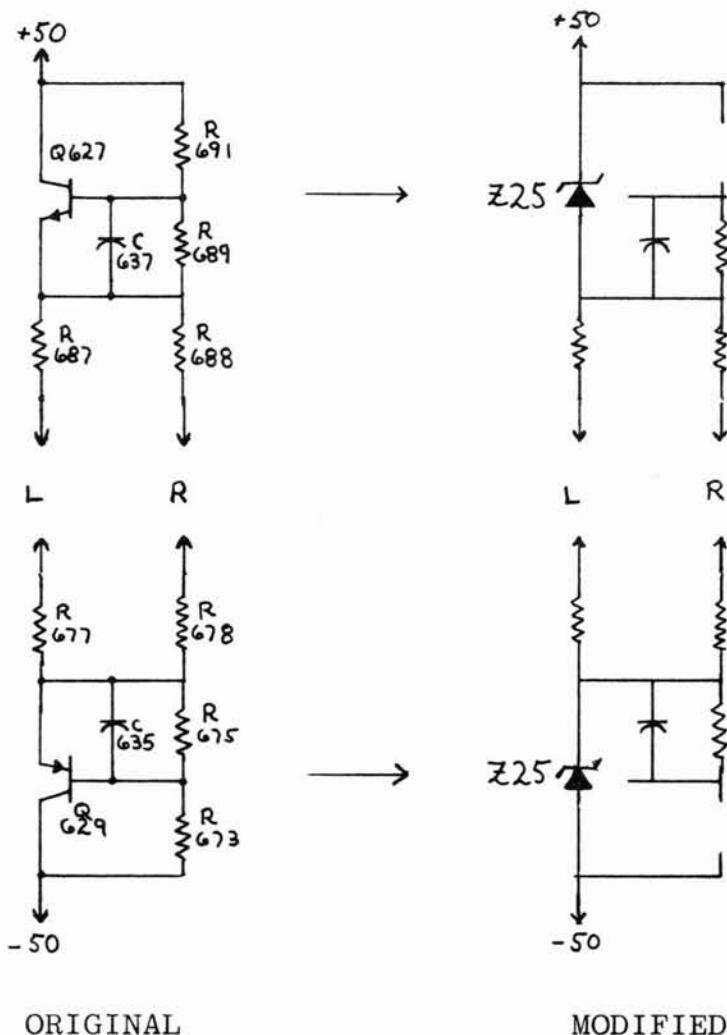 +50
+50
Q627
R
691
C
637
R
689
R
687
R
688
Z25
L
R
L
R
R
677
R
678
C
635
R
675
Q
629
R
673
Z25
-50
-50
ORIGINAL
MODIFIED